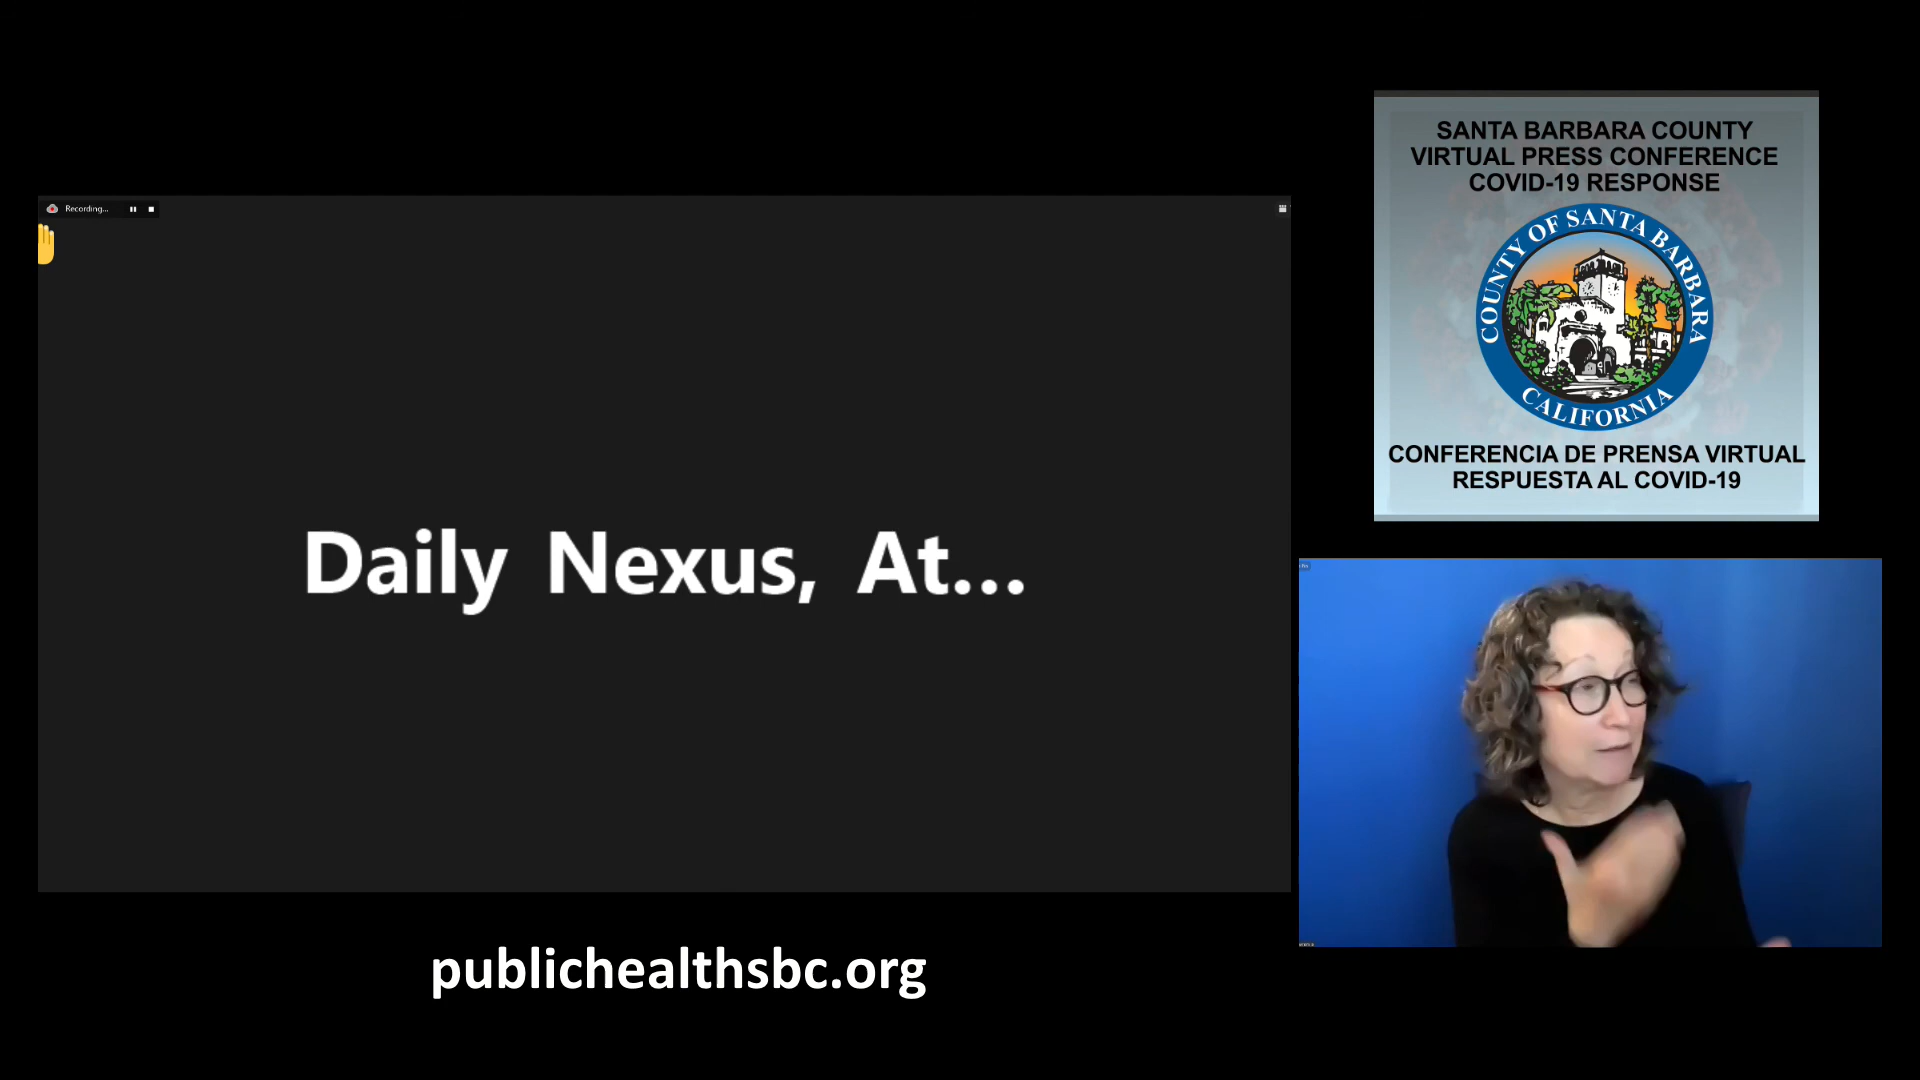 Recording...
Daily Nexus, At...
publichealthsbc.org
SANTA BARBARA COUNTY
VIRTUAL PRESS CONFERENCE
COVID-19 RESPONSE
COUNTY OF SANTA BARBARA
CALIFORNIA
CONFERENCIA DE PRENSA VIRTUAL
RESPUESTA AL COVID-19